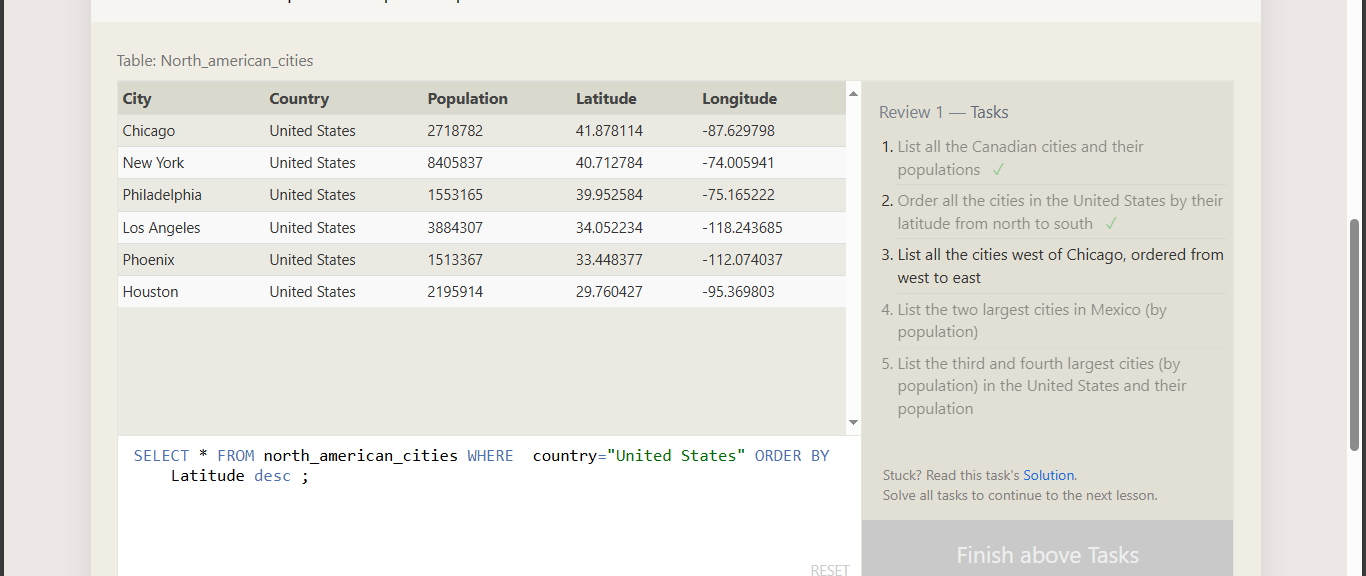 Table: North_american_cities
City Country Population Latitude Longitude
Chicago United States 2718782 41.878114 -87.629798
New York United States 8405837 40.712784 -74.005941
Philadelphia United States 1553165 39.952584 -75.165222
Los Angeles United States 3884307 34.052234 -118.243685
Phoenix United States 1513367 33.448377 -112.074037
Houston United States 2195914 29.760427 -95.369803
SELECT * FROM north_american_cities WHERE  country="United States" ORDER BY
Latitude desc ;
RESET
Review 1 — Tasks
1. List all the Canadian cities and their
populations ✓
2. Order all the cities in the United States by their
latitude from north to south ✓
3. List all the cities west of Chicago, ordered from
west to east
4. List the two largest cities in Mexico (by
population)
5. List the third and fourth largest cities (by
population) in the United States and their
population
Stuck? Read this task's Solution.
Solve all tasks to continue to the next lesson.
Finish above Tasks